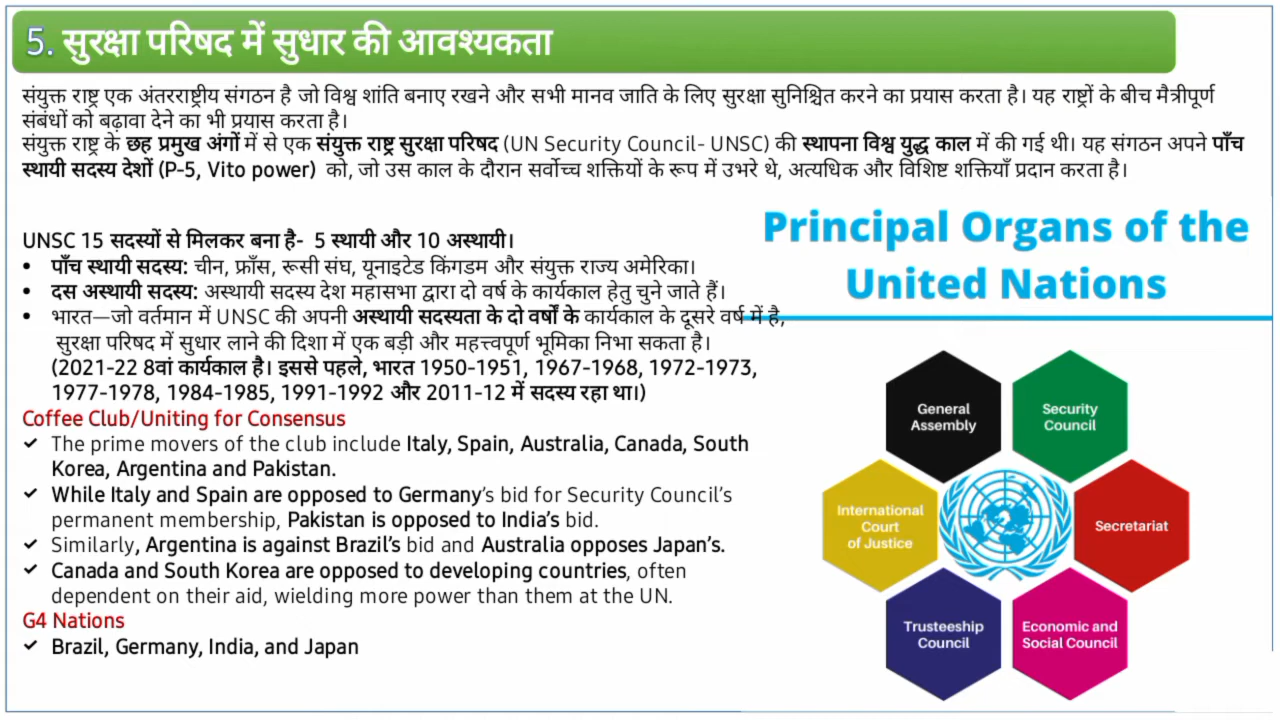 5. सुरक्षा परिषद में सुधार की आवश्यकता
संयुक्त राष्ट्र एक अंतरराष्ट्रीय संगठन है जो विश्व शांति बनाए रखने और सभी मानव जाति के लिए सुरक्षा सुनिश्चित करने का प्रयास करता है। यह राष्ट्रों के बीच मैत्रीपूर्ण
संबंधों को बढ़ावा देने का भी प्रयास करता है।
संयुक्त राष्ट्र के छह प्रमुख अंगों में से एक संयुक्त राष्ट्र सुरक्षा परिषद (UN Security Council- UNSC) की स्थापना विश्व युद्ध काल में की गई थी। यह संगठन अपने पाँच
स्थायी सदस्य देशों (P-5, Vito power) को, जो उस काल के दौरान सर्वोच्च शक्तियों के रूप में उभरे थे, अत्यधिक और विशिष्ट शक्तियाँ प्रदान करता है।
UNSC 15 सदस्यों से मिलकर बना है- 5 स्थायी और 10 अस्थायी।
• पाँच स्थायी सदस्य: चीन, फ्राँस, रूसी संघ, यूनाइटेड किंगडम और संयुक्त राज्य अमेरिका।
• दस अस्थायी सदस्य: अस्थायी सदस्य देश महासभा द्वारा दो वर्ष के कार्यकाल हेतु चुने जाते हैं।
• भारत—जो वर्तमान में UNSC की अपनी अस्थायी सदस्यता के दो वर्षों के कार्यकाल के दूसरे वर्ष में है,
सुरक्षा परिषद में सुधार लाने की दिशा में एक बड़ी और महत्त्वपूर्ण भूमिका निभा सकता है।
(2021-22 8वां कार्यकाल है। इससे पहले, भारत 1950-1951, 1967-1968, 1972-1973,
1977-1978, 1984-1985, 1991-1992 और 2011-12 में सदस्य रहा था।)
Coffee Club/Uniting for Consensus
✓ The prime movers of the club include Italy, Spain, Australia, Canada, South
Korea, Argentina and Pakistan.
✓ While Italy and Spain are opposed to Germany's bid for Security Council's
permanent membership, Pakistan is opposed to India's bid.
✓ Similarly, Argentina is against Brazil's bid and Australia opposes Japan's.
✓ Canada and South Korea are opposed to developing countries, often
dependent on their aid, wielding more power than them at the UN.
G4 Nations
✓ Brazil, Germany, India, and Japan
Principal Organs of the
United Nations
General
Assembly
Security
Council
International
Court
of Justice
Secretariat
Trusteeship
Council
Economic and
Social Council